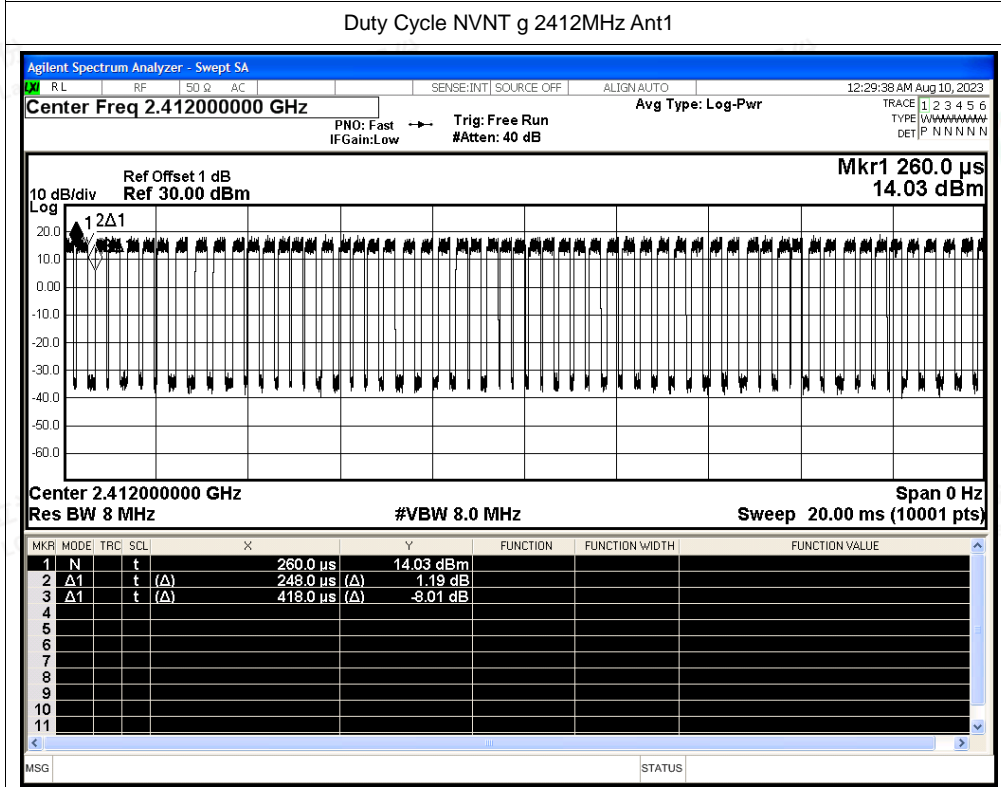 Duty Cycle NVNT g 2412MHz Ant1
Agilent Spectrum Analyzer - Swept SA
LXI RL RF 50 Ω AC SENSE:INT SOURCE OFF ALIGN AUTO 12:29:38 AM Aug 10, 2023
Center Freq 2.412000000 GHz Avg Type: Log-Pwr TRACE 1 2 3 4 5 6
PNO: Fast Trig: Free Run TYPE W
IFGain:Low #Atten: 40 dB DET P N N N N N
Mkr1 260.0 µs
Ref Offset 1 dB
10 dB/div Ref 30.00 dBm 14.03 dBm
Log
1 2Δ1
20.0
10.0
0.00
-10.0
-20.0
-30.0
-40.0
-50.0
-60.0
Center 2.412000000 GHz Span 0 Hz
Res BW 8 MHz #VBW 8.0 MHz Sweep 20.00 ms (10001 pts)
MKR MODE TRC SCL X Y FUNCTION FUNCTION WIDTH FUNCTION VALUE
1 N t 260.0 µs 14.03 dBm
2 Δ1 t (Δ) 248.0 µs (Δ) 1.19 dB
3 Δ1 t (Δ) 418.0 µs (Δ) -8.01 dB
4
5
6
7
8
9
10
11
MSG STATUS